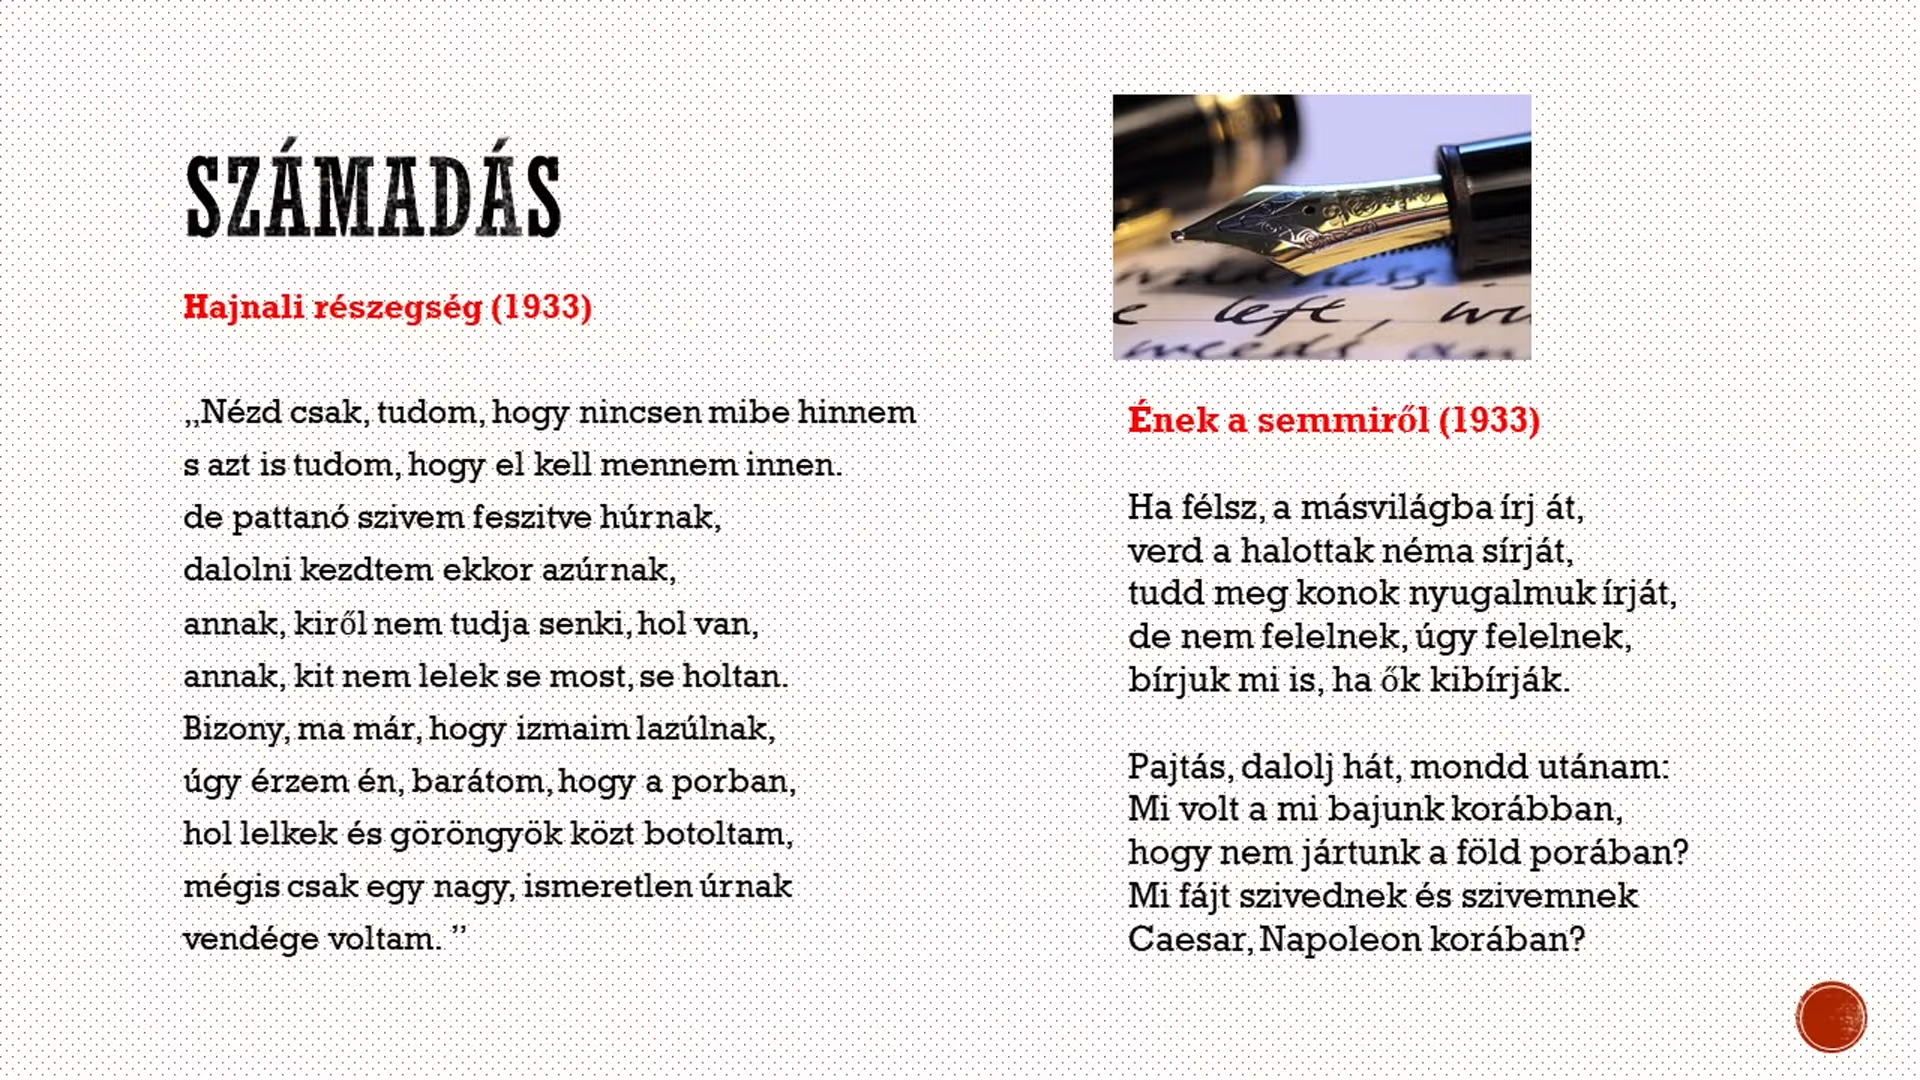 SZÁMADÁS
Hajnali részegség (1933)
„Nézd csak, tudom, hogy nincsen mibe hinnem
s azt is tudom, hogy el kell mennem innen.
de pattanó szivem feszitve húrnak,
dalolni kezdtem ekkor azúrnak,
annak, kiről nem tudja senki, hol van,
annak, kit nem lelek se most, se holtan.
Bizony, ma már, hogy izmaim lazúlnak,
úgy érzem én, barátom, hogy a porban,
hol lelkek és göröngyök közt botoltam,
mégis csak egy nagy, ismeretlen úrnak
vendége voltam. ”
left,
Ének a semmiről (1933)
Ha félsz, a másvilágba írj át,
verd a halottak néma sírját,
tudd meg konok nyugalmuk írját,
de nem felelnek, úgy felelnek,
bírjuk mi is, ha ők kibírják.
Pajtás, dalolj hát, mondd utánam:
Mi volt a mi bajunk korábban,
hogy nem jártunk a föld porában?
Mi fájt szivednek és szivemnek
Caesar, Napoleon korában?